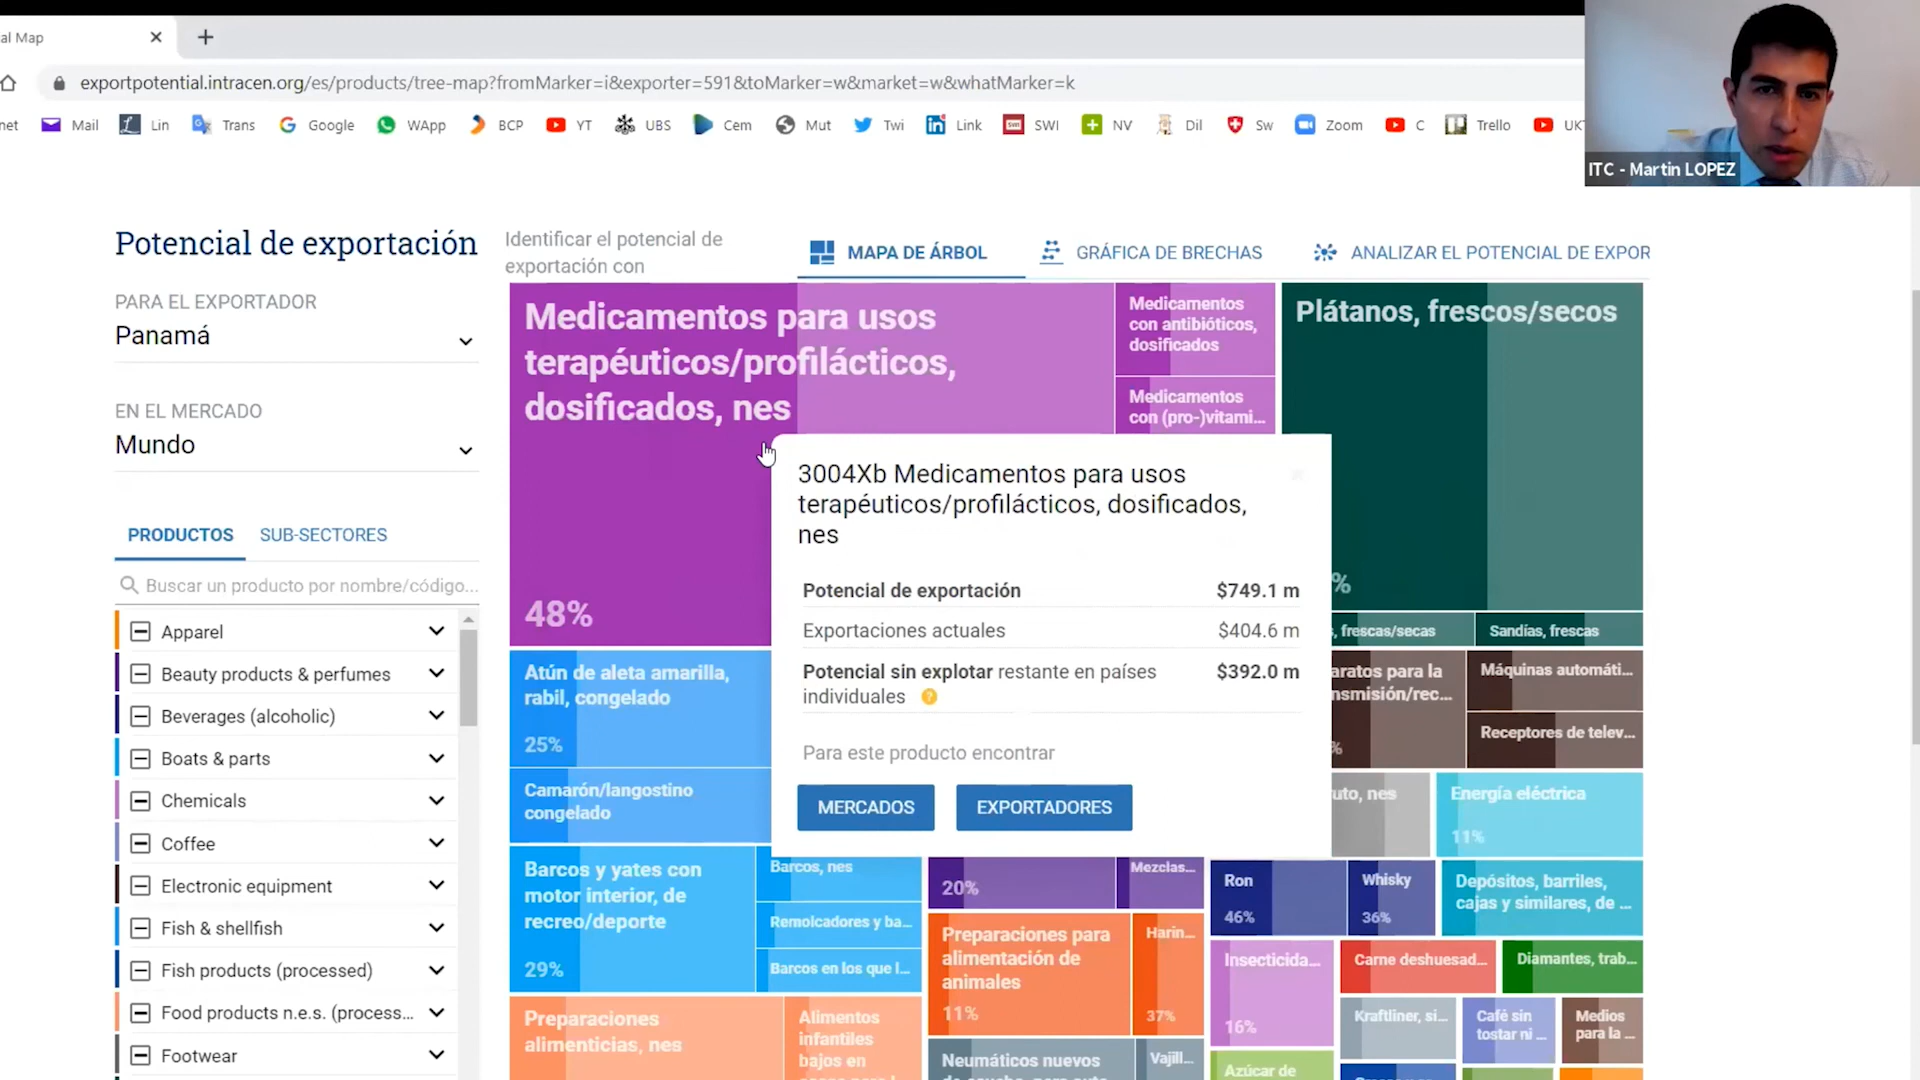 al Map
exportpotential.intracen.org/es/products/tree-map?fromMarker=i&exporter=591&toMarker=w&market=w&whatMarker=k
net Mail Lin Trans Google WApp BCP YT UBS Cem Mut Twi Link SWI NV Dil Sw Zoom C Trello UK
ITC - Martin LOPEZ
Potencial de exportación
Identificar el potencial de
exportación con
MAPA DE ÁRBOL
GRÁFICA DE BRECHAS
ANALIZAR EL POTENCIAL DE EXPOR
PARA EL EXPORTADOR
Panamá
EN EL MERCADO
Mundo
PRODUCTOS
SUB-SECTORES
Buscar un producto por nombre/código...
Apparel
Beauty products & perfumes
Beverages (alcoholic)
Boats & parts
Chemicals
Coffee
Electronic equipment
Fish & shellfish
Fish products (processed)
Food products n.e.s. (process...
Footwear
Medicamentos para usos
terapéuticos/profilácticos,
dosificados, nes
48%
Medicamentos
con antibióticos,
dosificados
Medicamentos
con (pro-)vitami...
Plátanos, frescos/secos
%
3004Xb Medicamentos para usos
terapéuticos/profilácticos, dosificados,
nes
Potencial de exportación $749.1 m
Exportaciones actuales $404.6 m
Potencial sin explotar restante en países $392.0 m
individuales ?
Para este producto encontrar
MERCADOS
EXPORTADORES
Atún de aleta amarilla,
rabil, congelado
25%
Camarón/langostino
congelado
, frescas/secas
Sandías, frescas
aratos para la
nsmisión/rec...
%
Máquinas automáti...
Receptores de telev...
uto, nes
Energía eléctrica
11%
Barcos y yates con
motor interior, de
recreo/deporte
29%
Barcos, nes
Remolcadores y ba...
Barcos en los que l...
20%
Mezclas...
Ron
46%
Whisky
36%
Depósitos, barriles,
cajas y similares, de ...
Preparaciones para
alimentación de
animales
11%
Harin...
37%
Insecticida...
16%
Carne deshuesad...
Diamantes, trab...
Kraftliner, si...
Café sin
tostar ni ...
Medios
para la ...
Preparaciones
alimenticias, nes
Alimentos
infantiles
bajos en
Neumáticos nuevos
Vajill...
Azúcar de